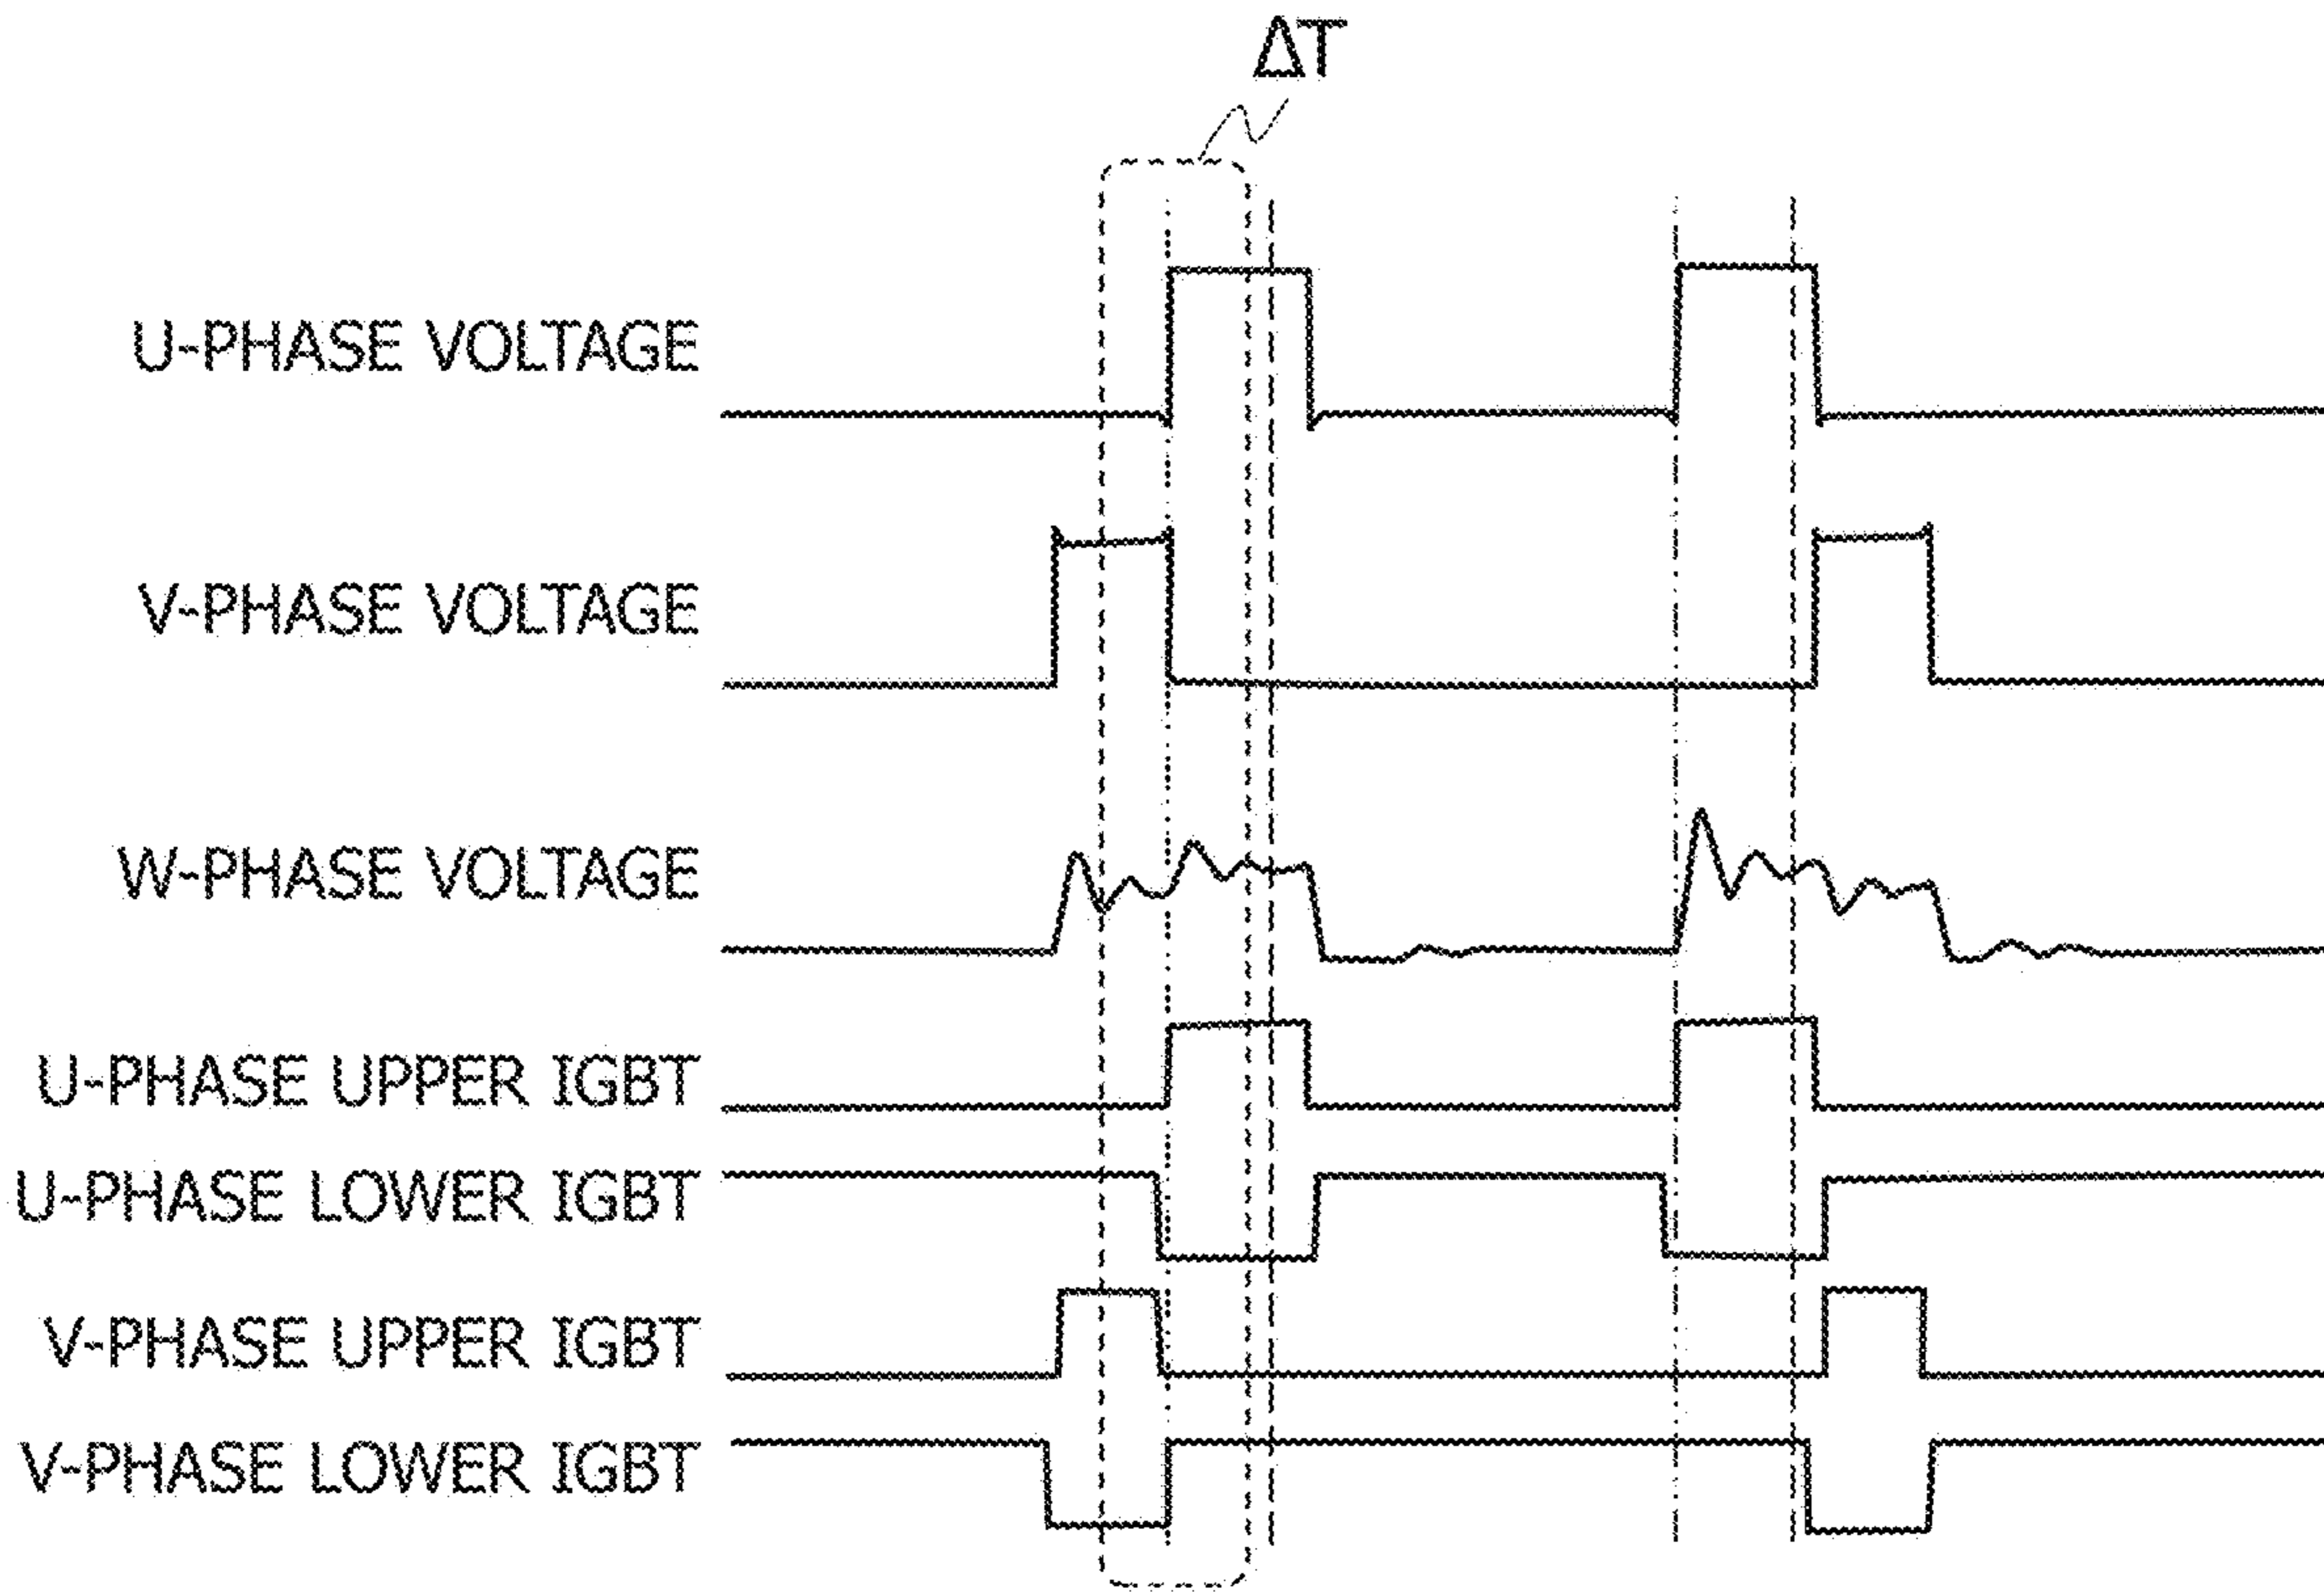 ΔT
U-PHASE VOLTAGE
V-PHASE VOLTAGE
W-PHASE VOLTAGE
U-PHASE UPPER IGBT
U-PHASE LOWER IGBT
V-PHASE UPPER IGBT
V-PHASE LOWER IGBT